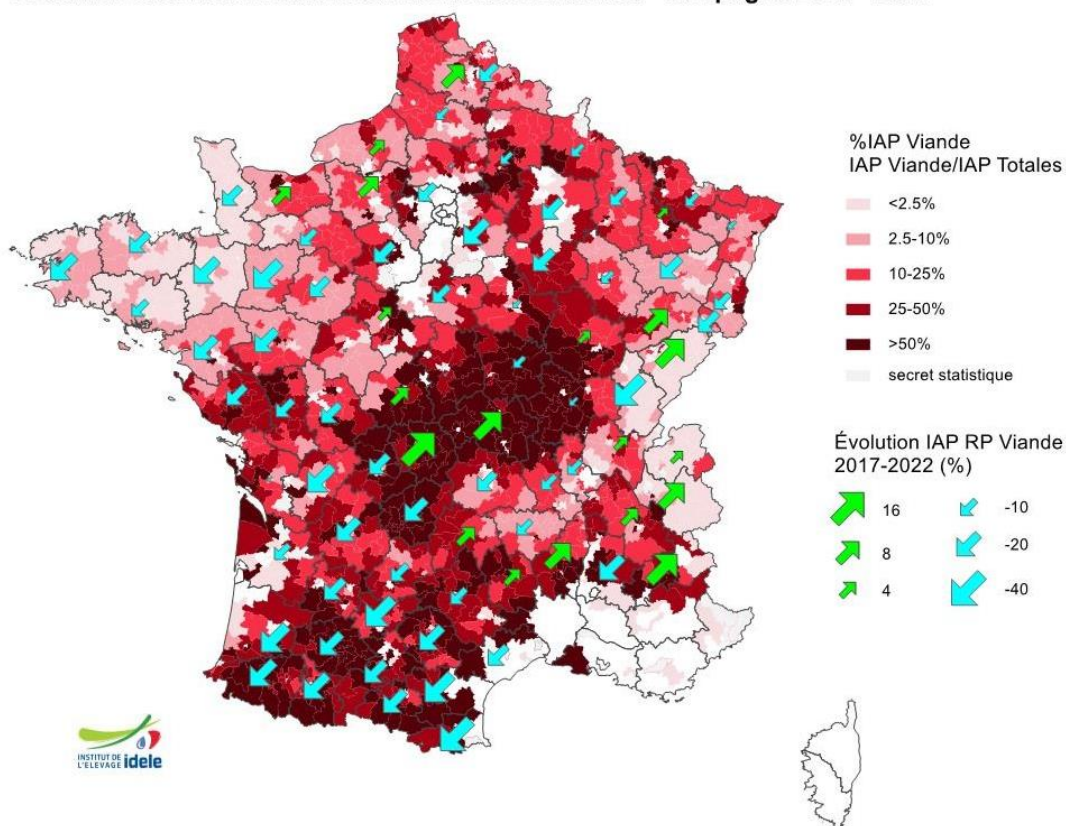 %IAP Viande
IAP Viande/IAP Totales
<2.5%
2.5-10%
10-25%
25-50%
>50%
secret statistique
Évolution IAP RP Viande
2017-2022 (%)
16
8
4
-10
-20
-40
INSTITUT DE
L'ELEVAGE idele